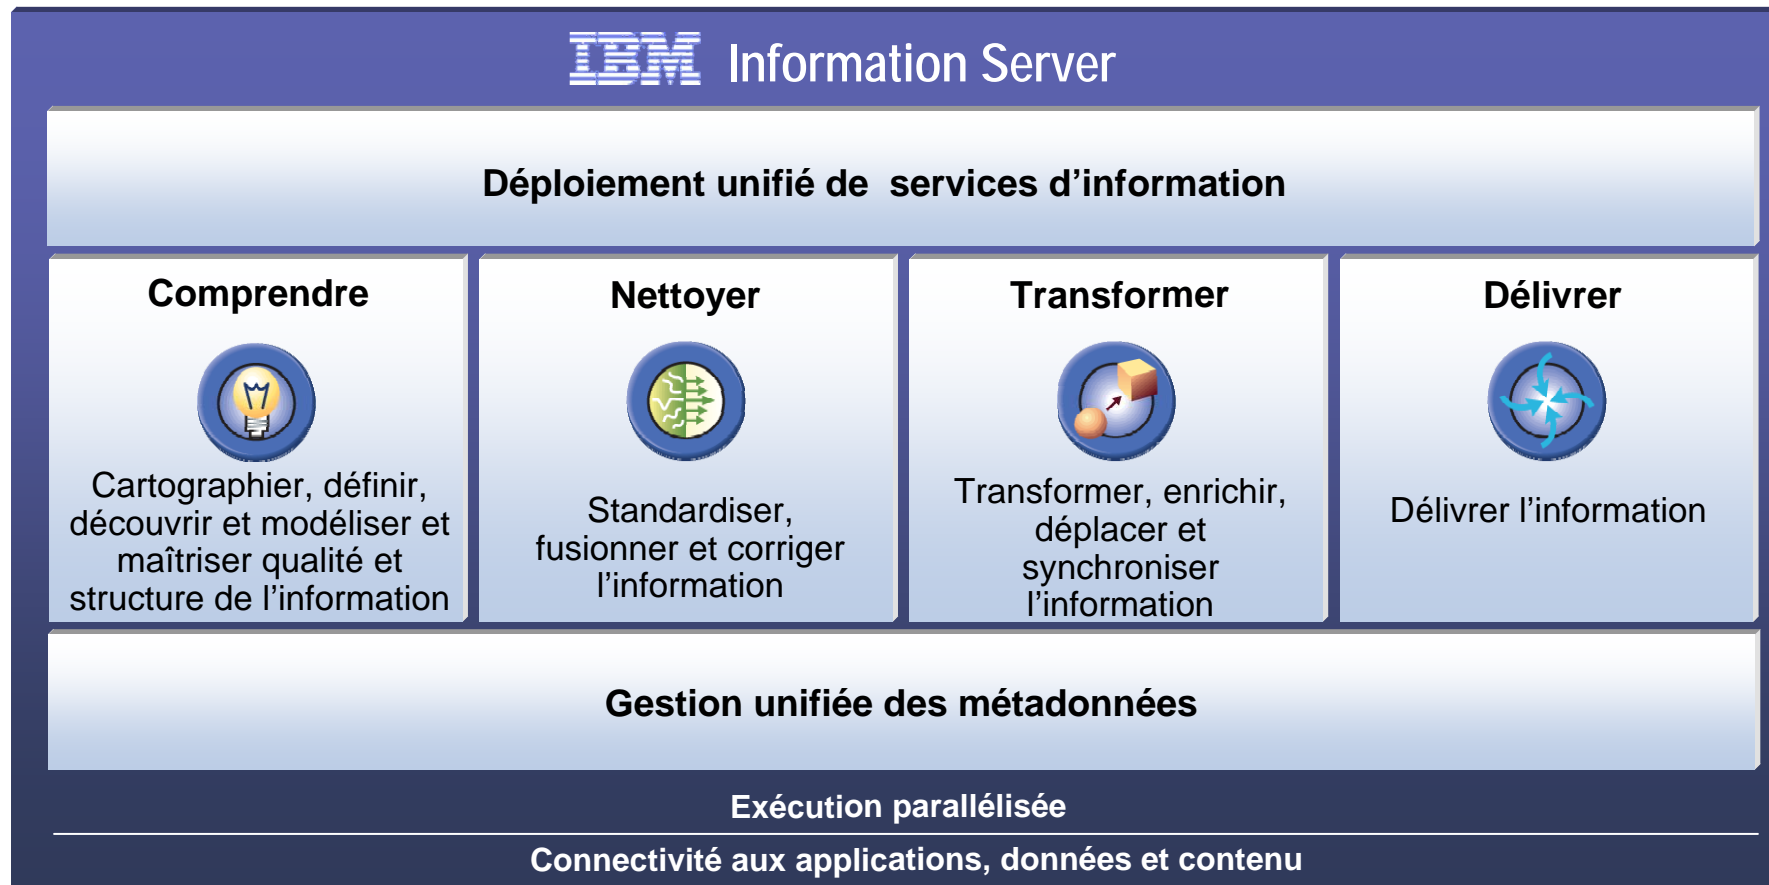 IBM Information Server
Déploiement unifié de services d’information
Comprendre
Cartographier, définir,
découvrir et modéliser et
maîtriser qualité et
structure de l’information
Nettoyer
Standardiser,
fusionner et corriger
l’information
Transformer
Transformer, enrichir,
déplacer et
synchroniser
l’information
Délivrer
Délivrer l’information
Gestion unifiée des métadonnées
Exécution parallélisée
Connectivité aux applications, données et contenu